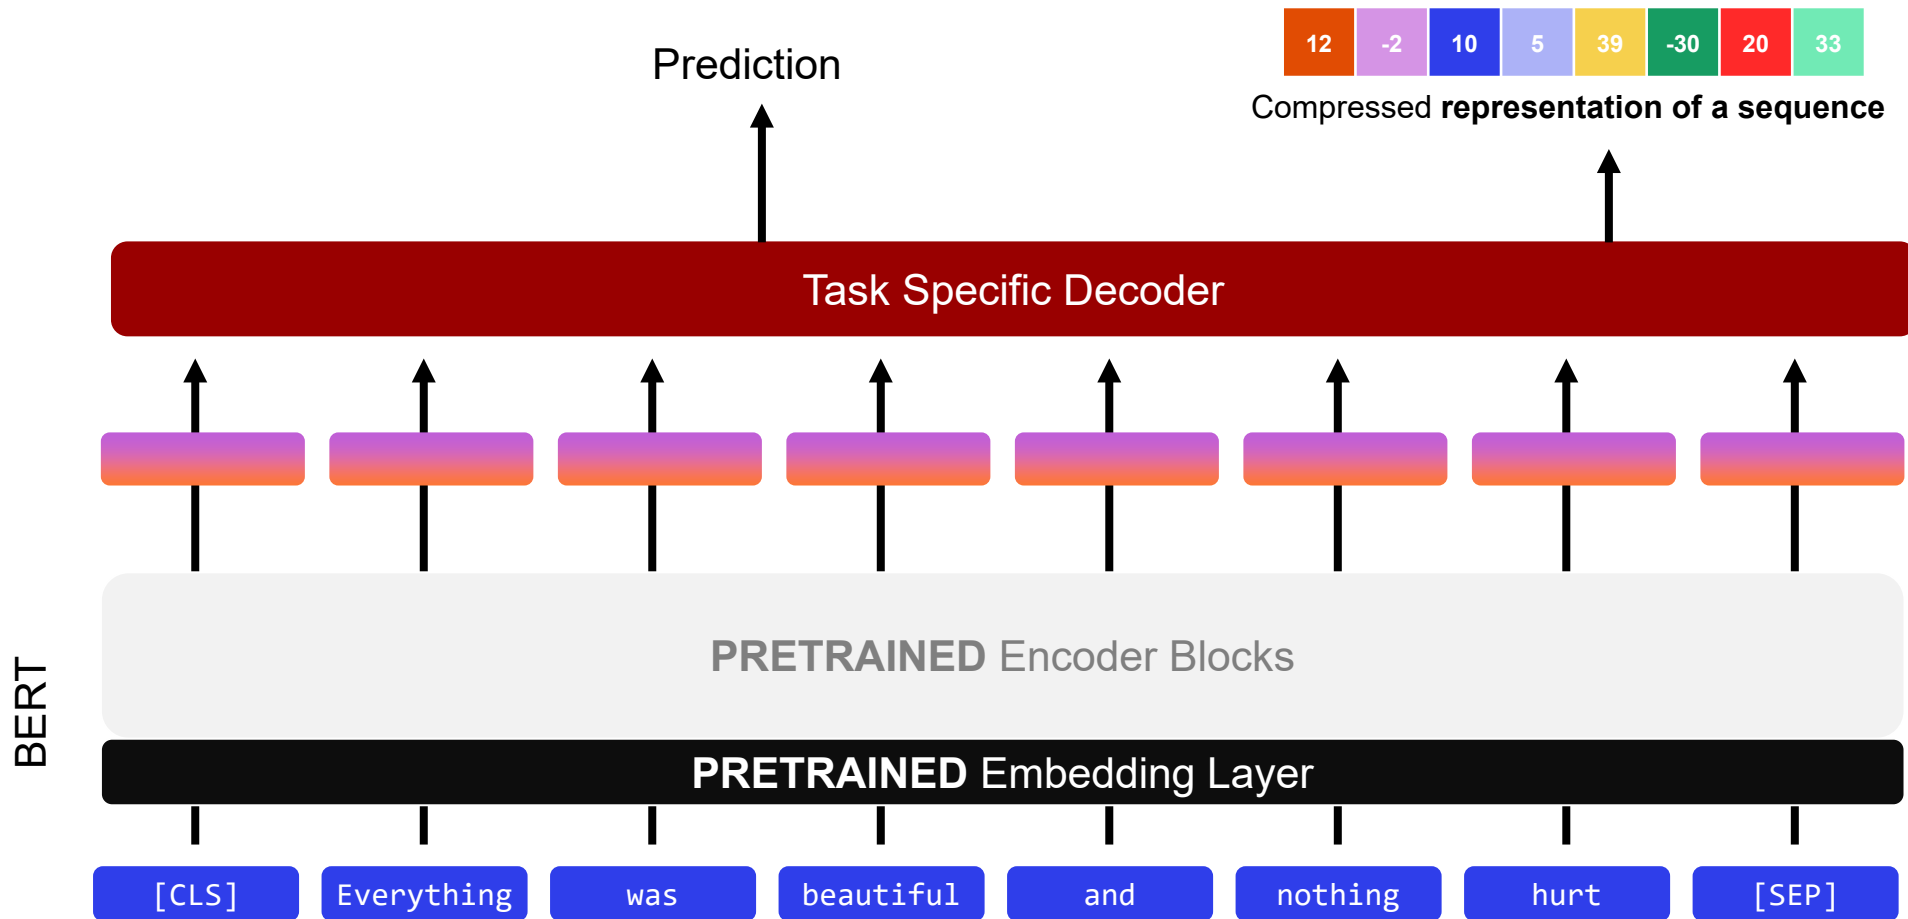 12 -2 10 5 39 -30 20 33
Prediction
Compressed representation of a sequence
Task Specific Decoder
PRETRAINED Encoder Blocks
BERT
PRETRAINED Embedding Layer
[CLS] Everything was beautiful and nothing hurt [SEP]